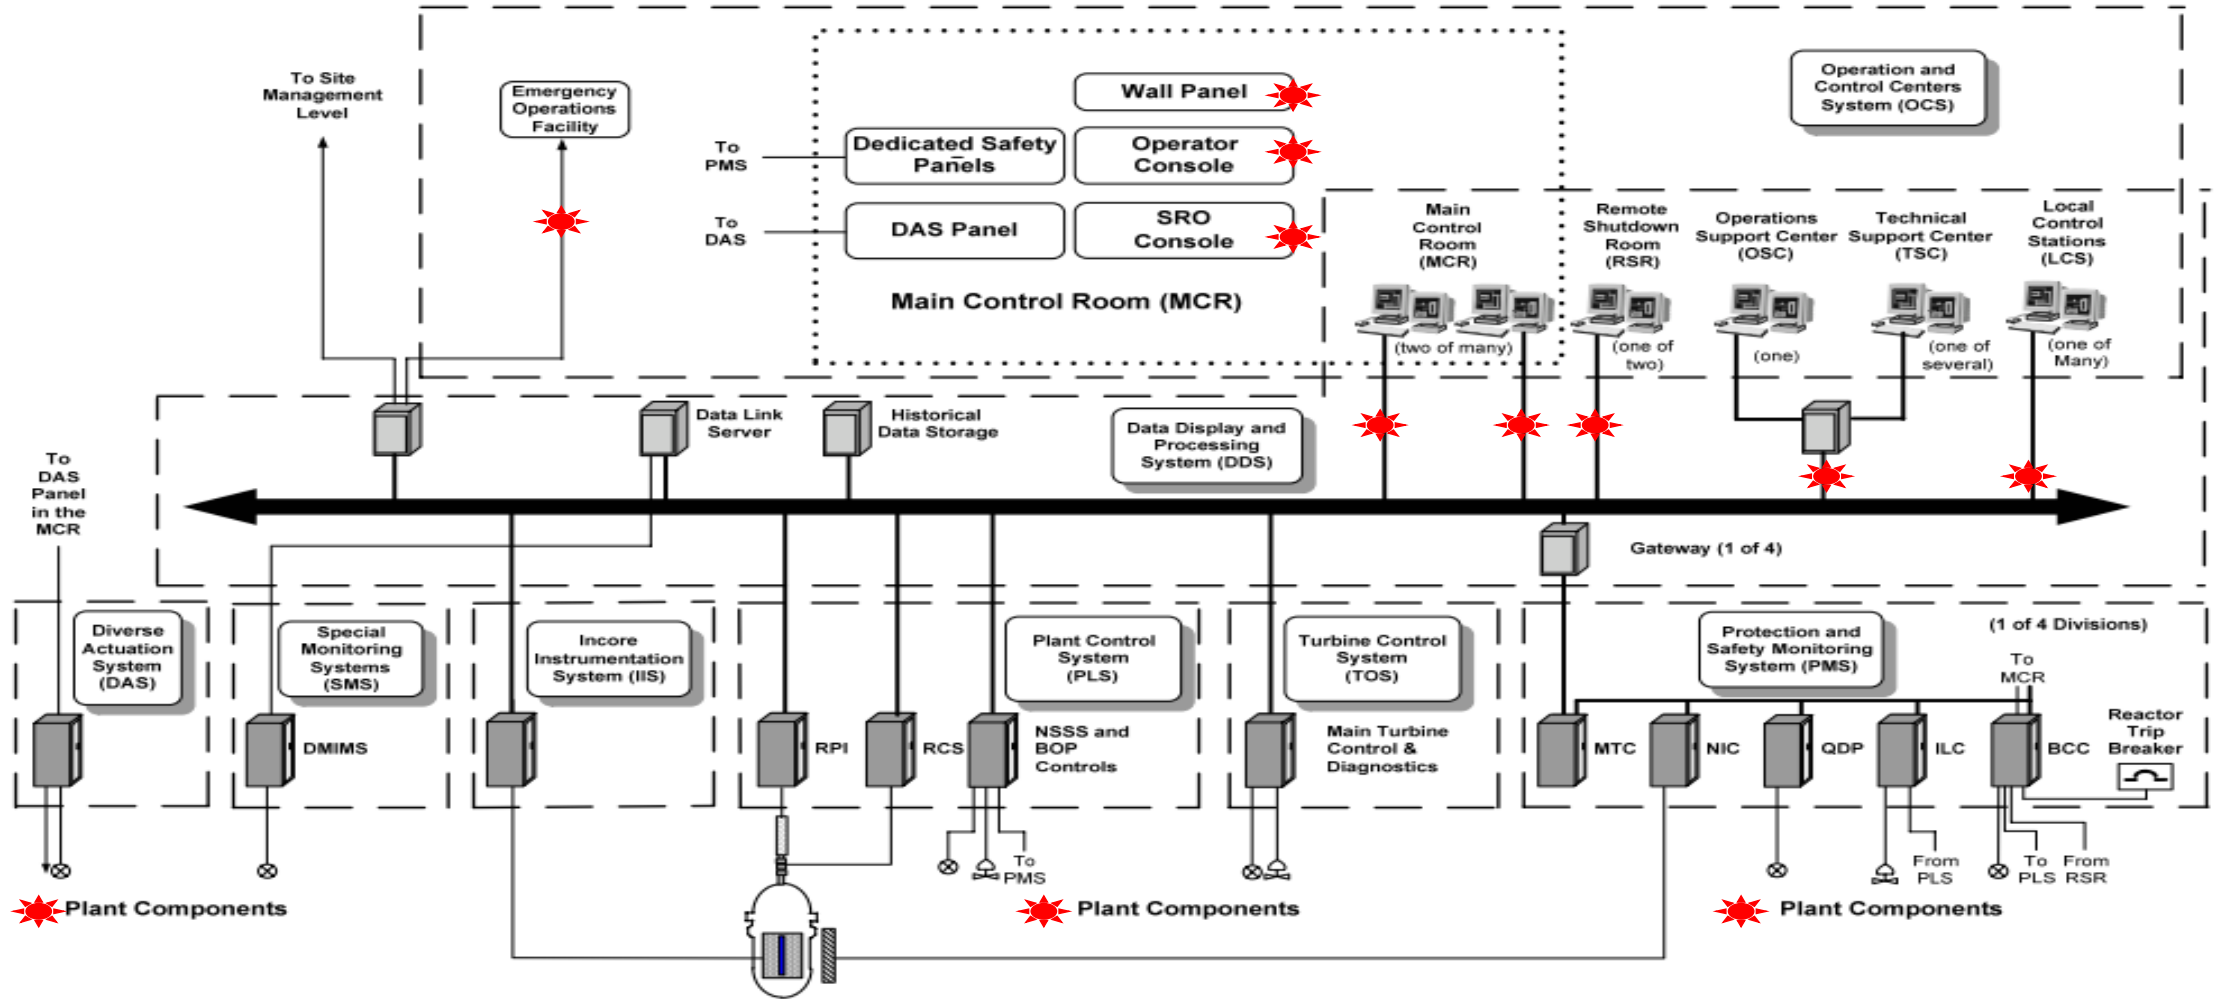 To Site
Management
Level
Emergency
Operations
Facility
Wall Panel
Operation and
Control Centers
System (OCS)
To
PMS
Dedicated Safety
Panels
Operator
Console
To
DAS
DAS Panel
SRO
Console
Main Control Room (MCR)
Main
Control
Room
(MCR)
Remote
Shutdown
Room
(RSR)
Operations
Support Center
(OSC)
Technical
Support Center
(TSC)
Local
Control
Stations
(LCS)
(two of many)
(one of
two)
(one)
(one of
several)
(one of
Many)
Data Link
Server
Historical
Data Storage
Data Display and
Processing
System (DDS)
To
DAS
Panel
in the
MCR
Gateway (1 of 4)
Diverse
Actuation
System
(DAS)
Special
Monitoring
Systems
(SMS)
Incore
Instrumentation
System (IIS)
Plant Control
System
(PLS)
Turbine Control
System
(TOS)
Protection and
Safety Monitoring
System (PMS)
(1 of 4 Divisions)
To
MCR
DMIMS
RPI
RCS
NSSS and
BOP
Controls
Main Turbine
Control &
Diagnostics
MTC
NIC
QDP
ILC
BCC
Reactor
Trip
Breaker
To
PMS
From
PLS
To
PLS
From
RSR
Plant Components
Plant Components
Plant Components